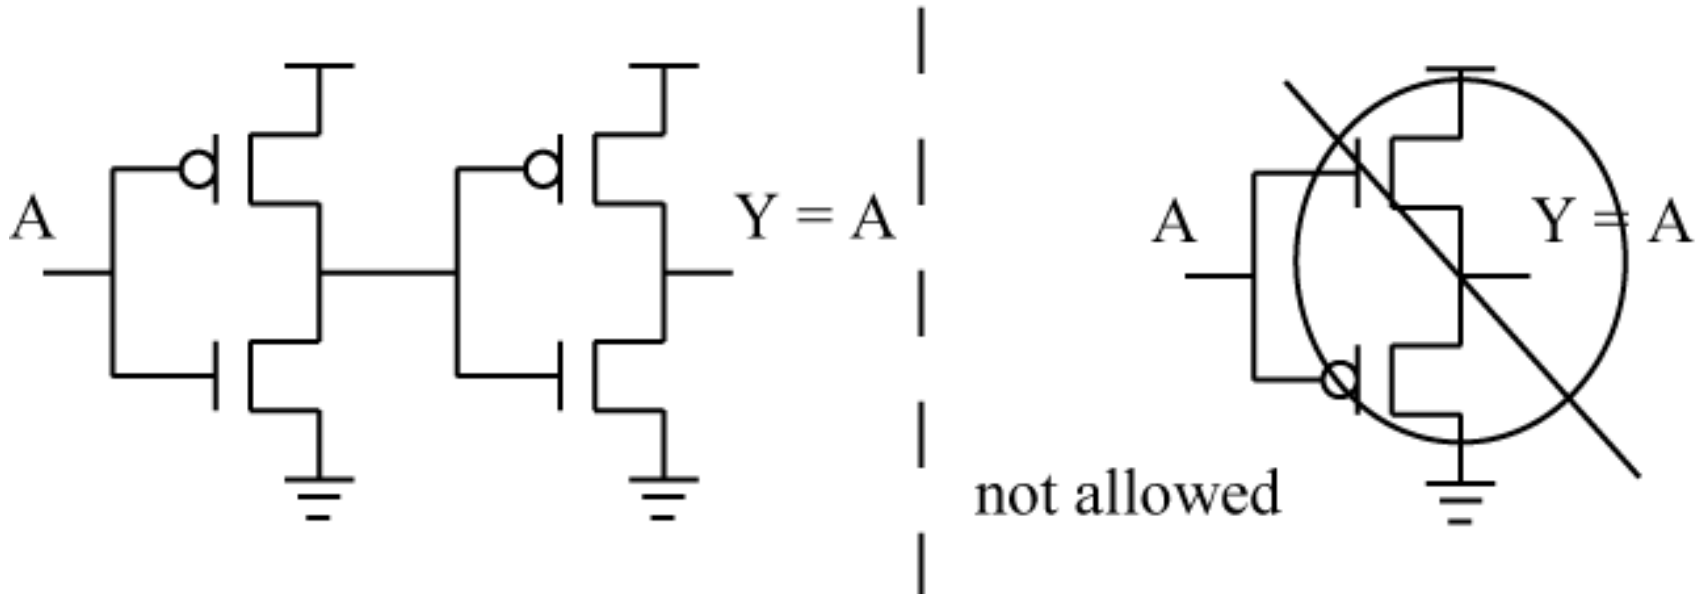 A
Y = A
A
Y = A
not allowed